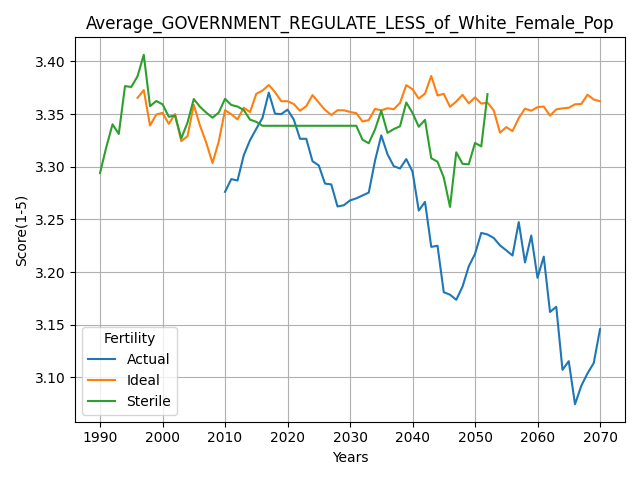 Average_GOVERNMENT_REGULATE_LESS_of_White_Female_Pop
3.40
3.35
3.30
3.25
3.20
3.15
3.10
Score(1-5)
Fertility
Actual
Ideal
Sterile
1990 2000 2010 2020 2030 2040 2050 2060 2070
Years